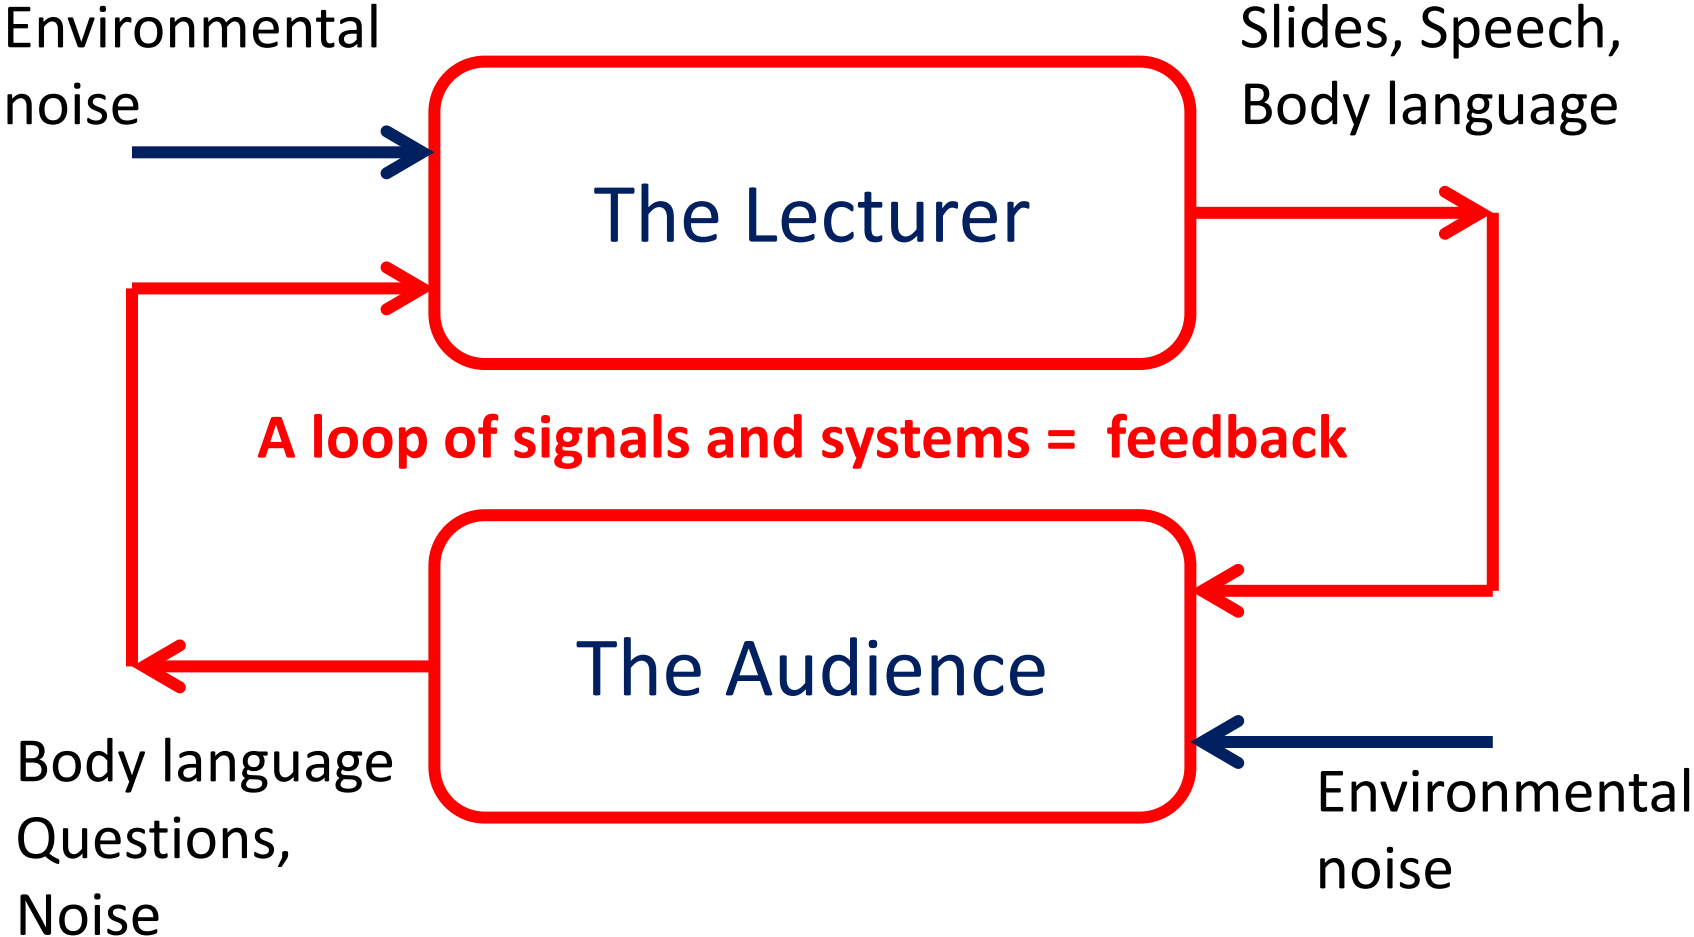 Environmental
noise
Slides, Speech,
Body language
The Lecturer
A loop of signals and systems = feedback
The Audience
Body language
Questions,
Noise
Environmental
noise